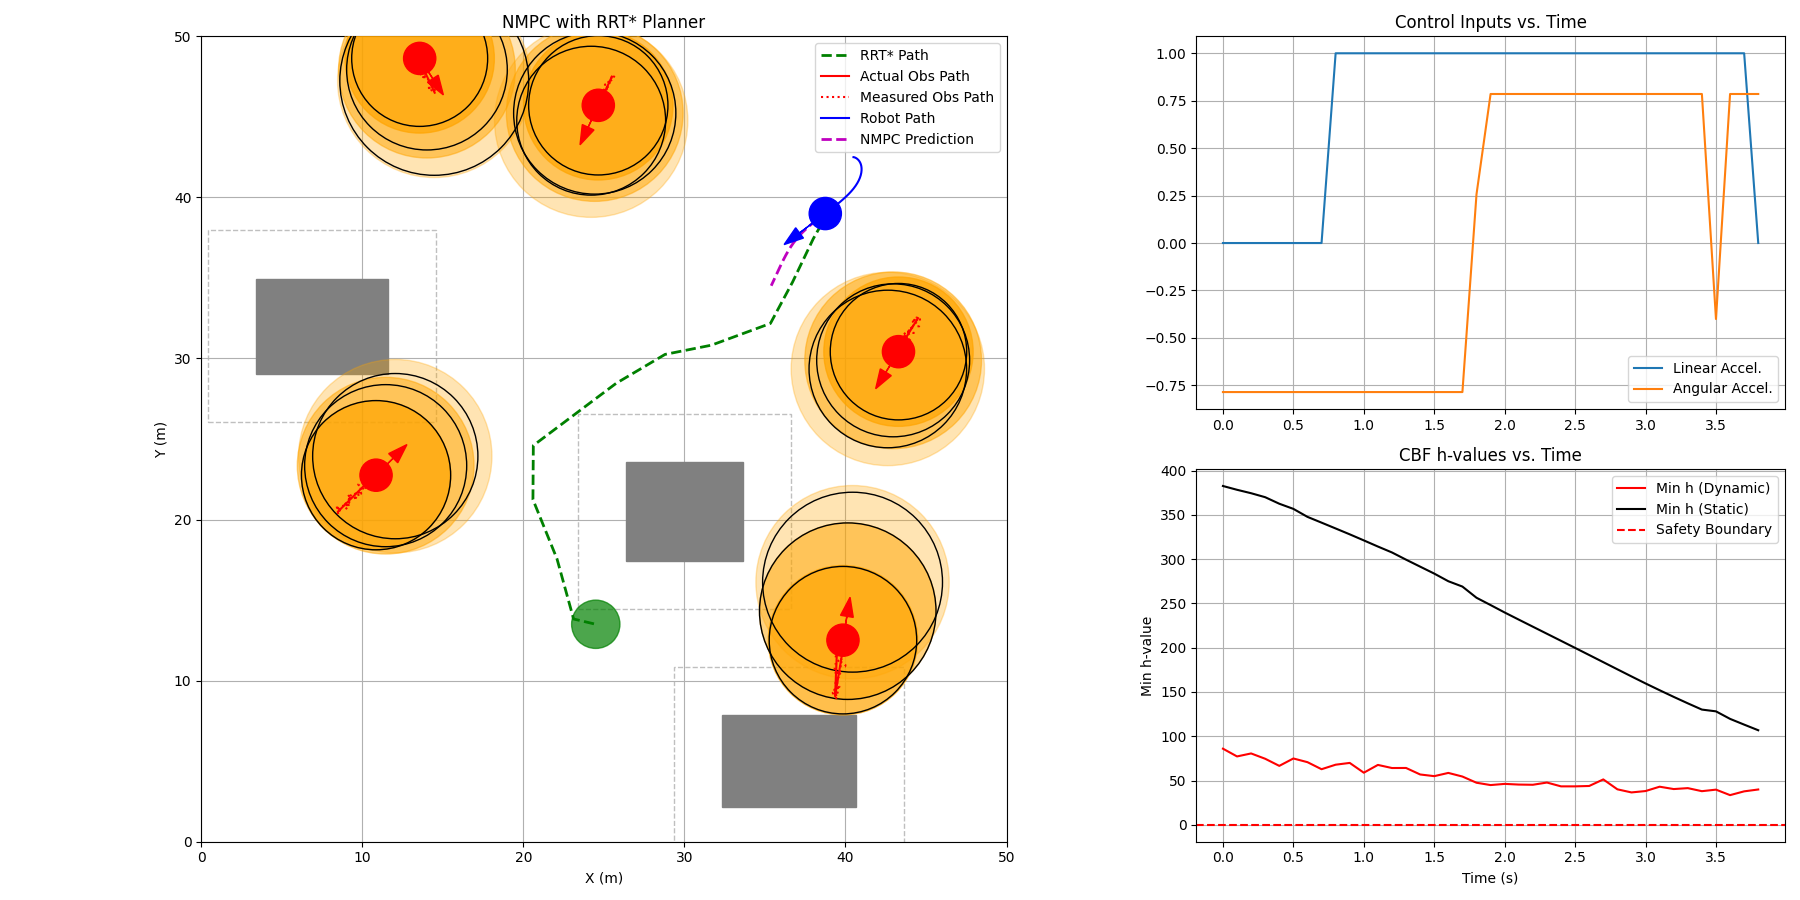 NMPC with RRT* Planner
50
40
30
20
10
0
Y (m)
0 10 20 30 40 50
X (m)
RRT* Path
Actual Obs Path
Measured Obs Path
Robot Path
NMPC Prediction
Control Inputs vs. Time
1.00
0.75
0.50
0.25
0.00
−0.25
−0.50
−0.75
0.0 0.5 1.0 1.5 2.0 2.5 3.0 3.5
Linear Accel.
Angular Accel.
CBF h-values vs. Time
400
350
300
250
200
150
100
50
0
Min h-value
0.0 0.5 1.0 1.5 2.0 2.5 3.0 3.5
Time (s)
Min h (Dynamic)
Min h (Static)
Safety Boundary